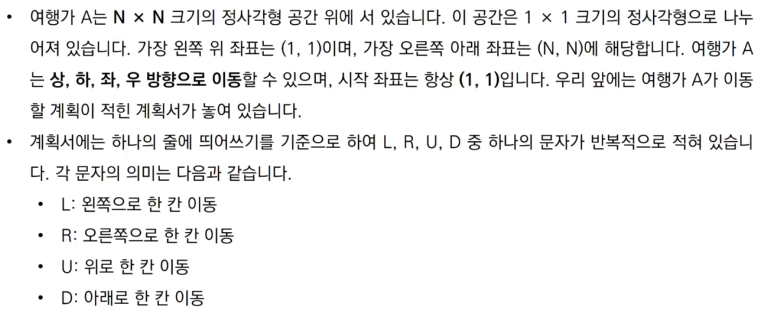 • 여행가 A는 N × N 크기의 정사각형 공간 위에 서 있습니다. 이 공간은 1 × 1 크기의 정사각형으로 나누
어져 있습니다. 가장 왼쪽 위 좌표는 (1, 1)이며, 가장 오른쪽 아래 좌표는 (N, N)에 해당합니다. 여행가 A
는 상, 하, 좌, 우 방향으로 이동할 수 있으며, 시작 좌표는 항상 (1, 1)입니다. 우리 앞에는 여행가 A가 이동
할 계획이 적힌 계획서가 놓여 있습니다.
• 계획서에는 하나의 줄에 띄어쓰기를 기준으로 하여 L, R, U, D 중 하나의 문자가 반복적으로 적혀 있습니
다. 각 문자의 의미는 다음과 같습니다.
• L: 왼쪽으로 한 칸 이동
• R: 오른쪽으로 한 칸 이동
• U: 위로 한 칸 이동
• D: 아래로 한 칸 이동